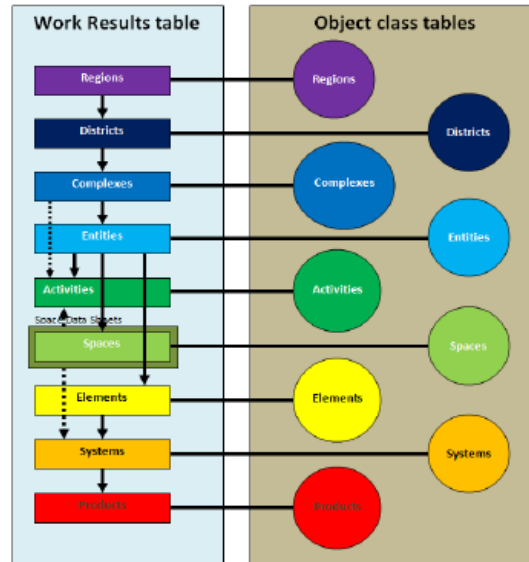 Work Results table
Object class tables
Regions
Regions
Districts
Districts
Complexes
Complexes
Entities
Entities
Activities
Activities
Space Data Sheets
Spaces
Spaces
Elements
Elements
Systems
Systems
Products
Products